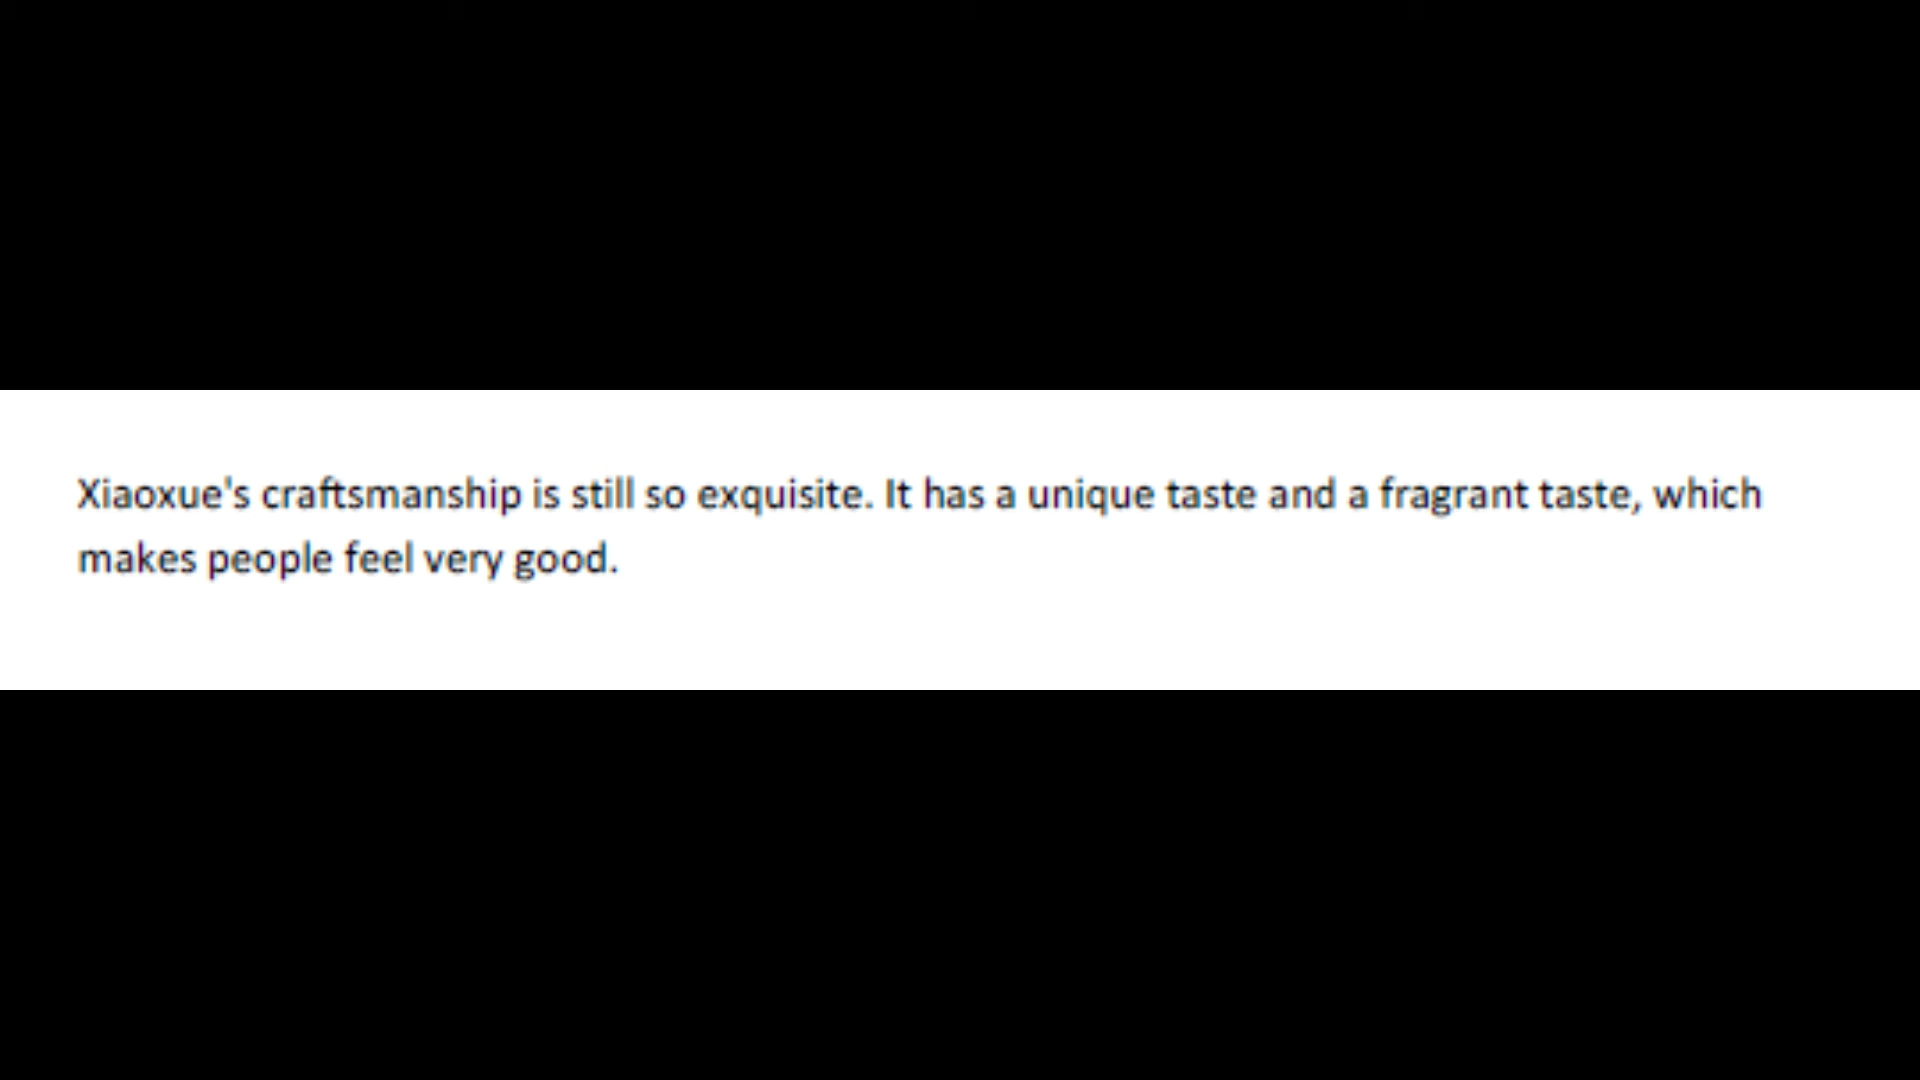 Xiaoxue's craftsmanship is still so exquisite. It has a unique taste and a fragrant taste, which
makes people feel very good.